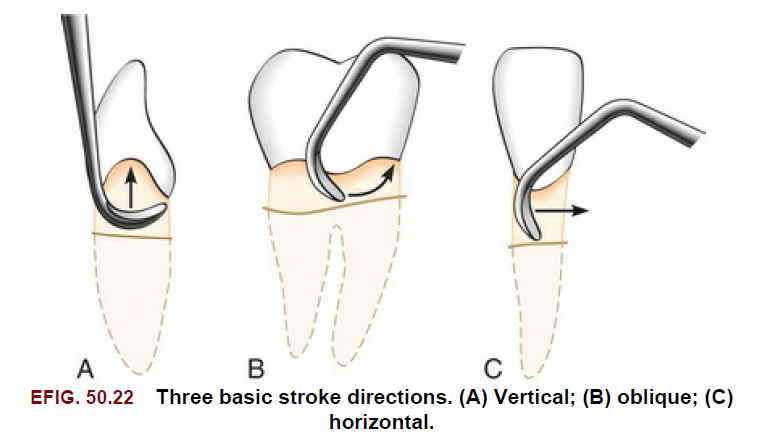 A
B
C
EFIG. 50.22 Three basic stroke directions. (A) Vertical; (B) oblique; (C)
horizontal.